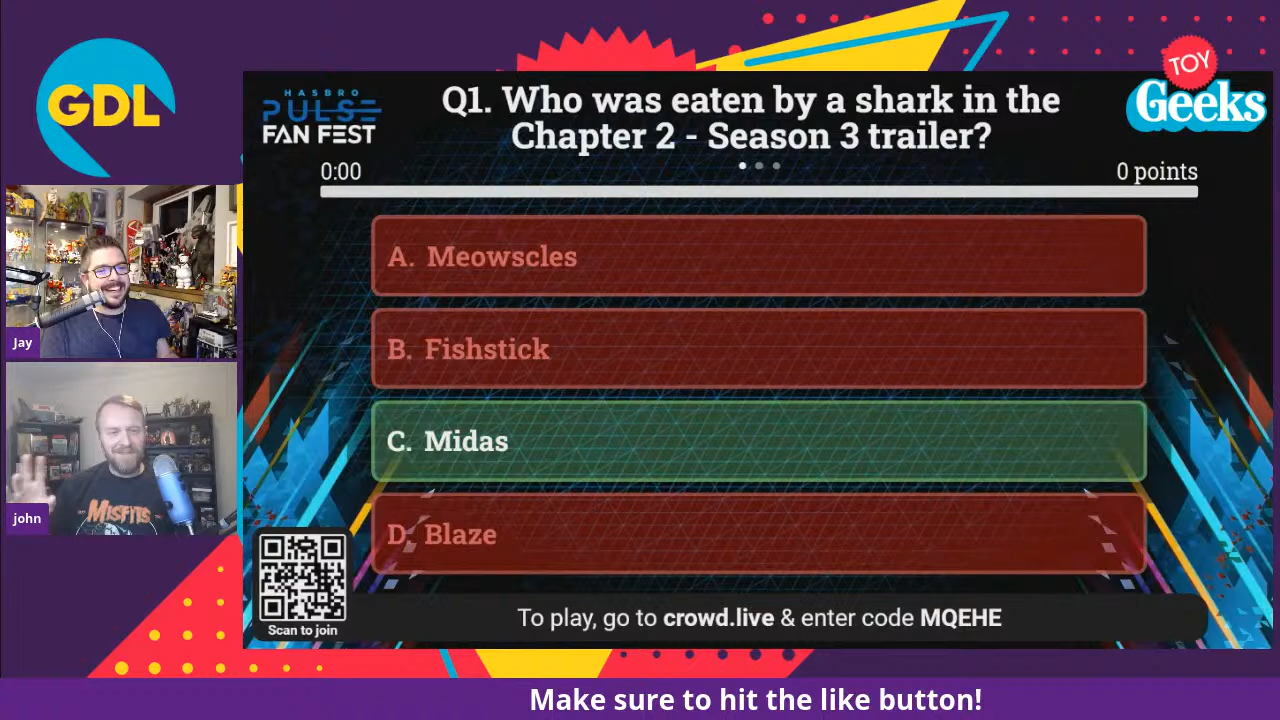 GDL
HASBRO
PULSE
FAN FEST
Q1. Who was eaten by a shark in the
Chapter 2 - Season 3 trailer?
TOY
Geeks
0:00
0 points
A. Meowscles
B. Fishstick
C. Midas
D. Blaze
Jay
MISFITS
john
Scan to join
To play, go to crowd.live & enter code MQEHE
Make sure to hit the like button!